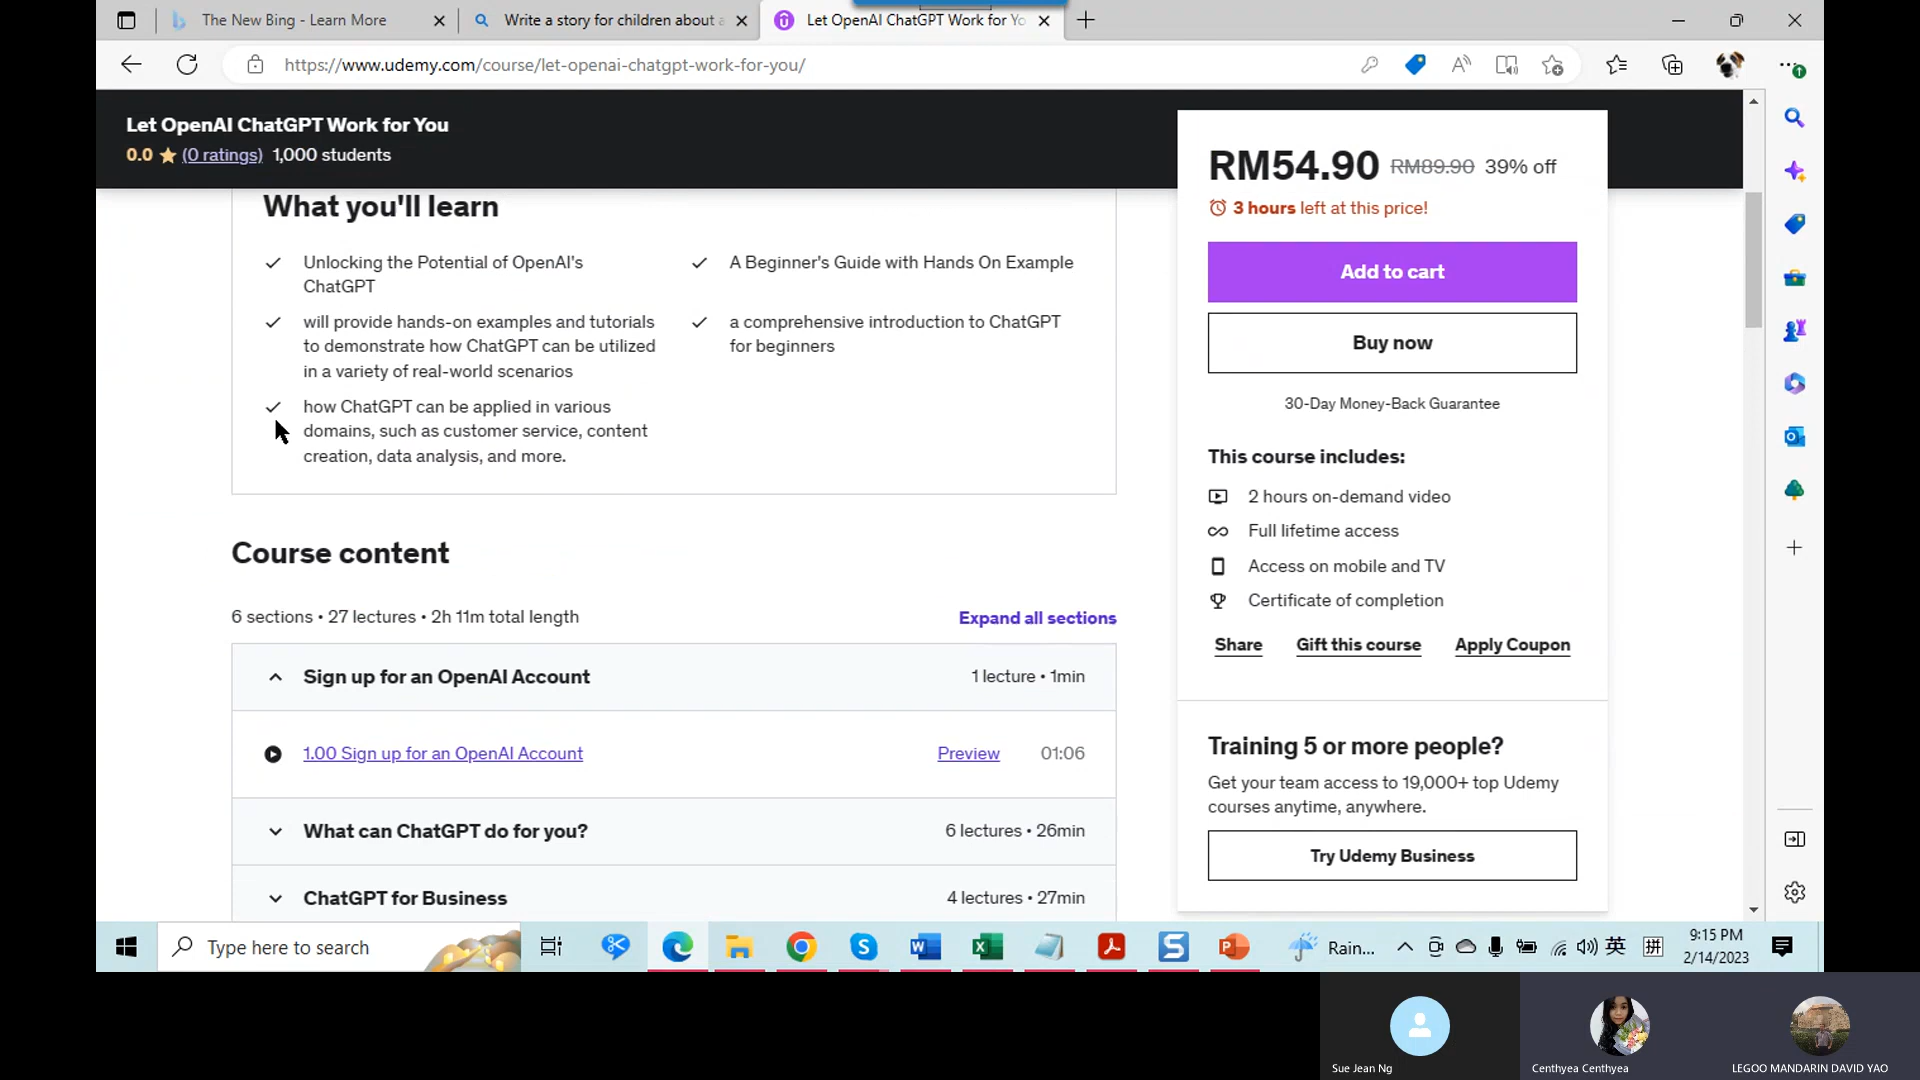 The New Bing - Learn More
Write a story for children about a
Let OpenAI ChatGPT Work for Yo
https://www.udemy.com/course/let-openai-chatgpt-work-for-you/
Let OpenAI ChatGPT Work for You
0.0 (0 ratings) 1,000 students
What you'll learn
Unlocking the Potential of OpenAI's
ChatGPT
A Beginner's Guide with Hands On Example
will provide hands-on examples and tutorials
to demonstrate how ChatGPT can be utilized
in a variety of real-world scenarios
a comprehensive introduction to ChatGPT
for beginners
how ChatGPT can be applied in various
domains, such as customer service, content
creation, data analysis, and more.
RM54.90 RM89.90 39% off
3 hours left at this price!
Add to cart
Buy now
30-Day Money-Back Guarantee
This course includes:
2 hours on-demand video
Full lifetime access
Access on mobile and TV
Certificate of completion
Share Gift this course Apply Coupon
Training 5 or more people?
Get your team access to 19,000+ top Udemy
courses anytime, anywhere.
Try Udemy Business
Course content
6 sections • 27 lectures • 2h 11m total length
Expand all sections
Sign up for an OpenAI Account
1 lecture • 1min
1.00 Sign up for an OpenAI Account
Preview
01:06
What can ChatGPT do for you?
6 lectures • 26min
ChatGPT for Business
4 lectures • 27min
Type here to search
Rain...
英
拼
9:15 PM
2/14/2023
Sue Jean Ng
Centhyea Centhyea
LEGOO MANDARIN DAVID YAO